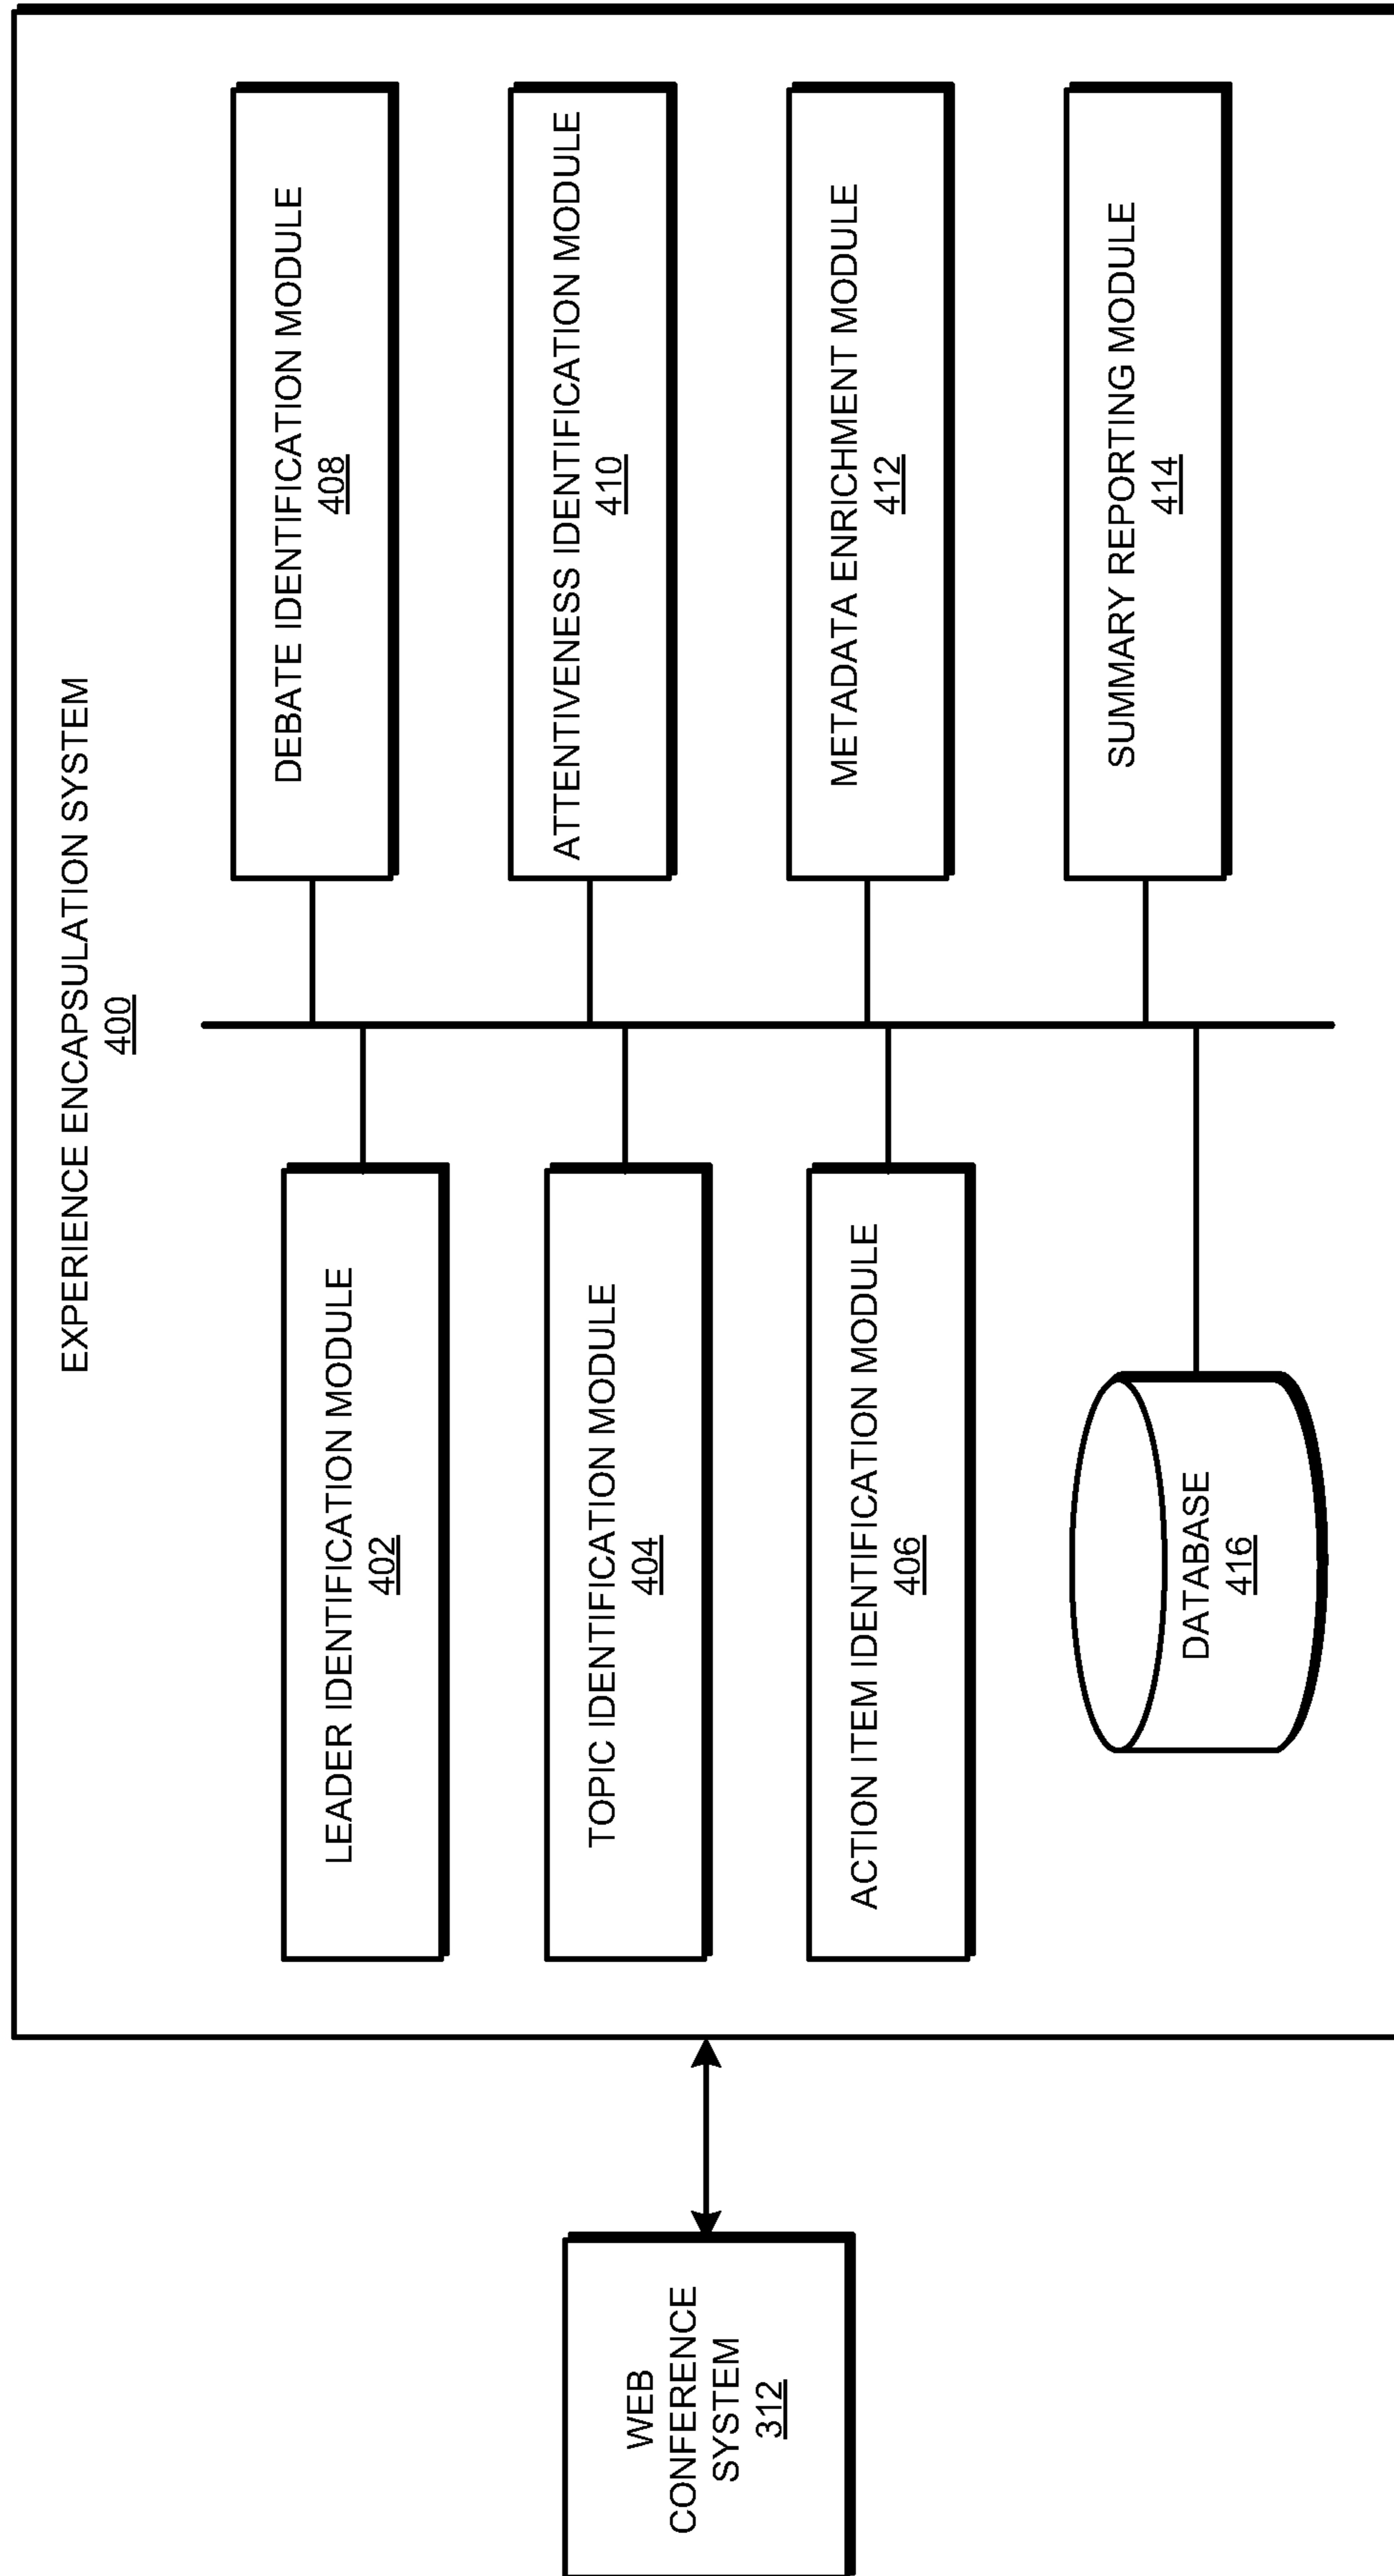 EXPERIENCE ENCAPSULATION SYSTEM
400
WEB
CONFERENCE
SYSTEM
312
LEADER IDENTIFICATION MODULE
402
TOPIC IDENTIFICATION MODULE
404
ACTION ITEM IDENTIFICATION MODULE
406
DATABASE
416
DEBATE IDENTIFICATION MODULE
408
ATTENTIVENESS IDENTIFICATION MODULE
410
METADATA ENRICHMENT MODULE
412
SUMMARY REPORTING MODULE
414